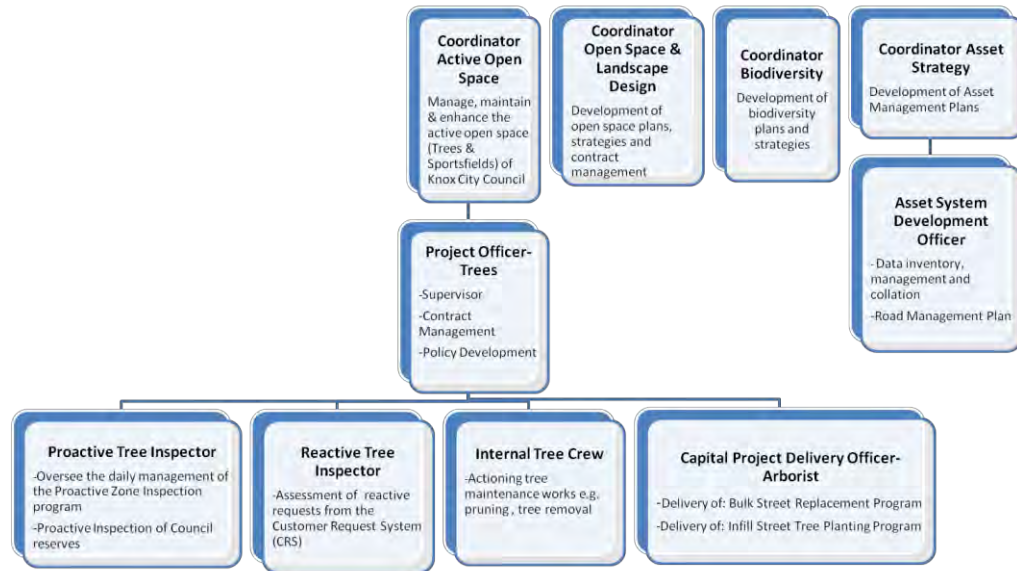 Coordinator
Active Open
Space
Manage, maintain
& enhance the
active open space
(Trees &
Sportsfields) of
Knox City Council
Coordinator
Open Space &
Landscape
Design
Development of
open space plans,
strategies and
contract
management
Coordinator
Biodiversity
Development of
biodiversity
plans and
strategies
Coordinator Asset
Strategy
Development of Asset
Management Plans
Asset System
Development
Officer
- Data inventory,
management and
collation
-Road Management Plan
Project Officer-
Trees
-Supervisor
-Contract
Management
-Policy Development
Proactive Tree Inspector
-Oversee the daily management of
the Proactive Zone Inspection
program
-Proactive Inspection of Council
reserves
Reactive Tree
Inspector
-Assessment of reactive
requests from the
Customer Request System
(CRS)
Internal Tree Crew
-Actioning tree
maintenance works e.g.
pruning , tree removal
Capital Project Delivery Officer-
Arborist
-Delivery of: Bulk Street Replacement Program
-Delivery of: Infill Street Tree Planting Program